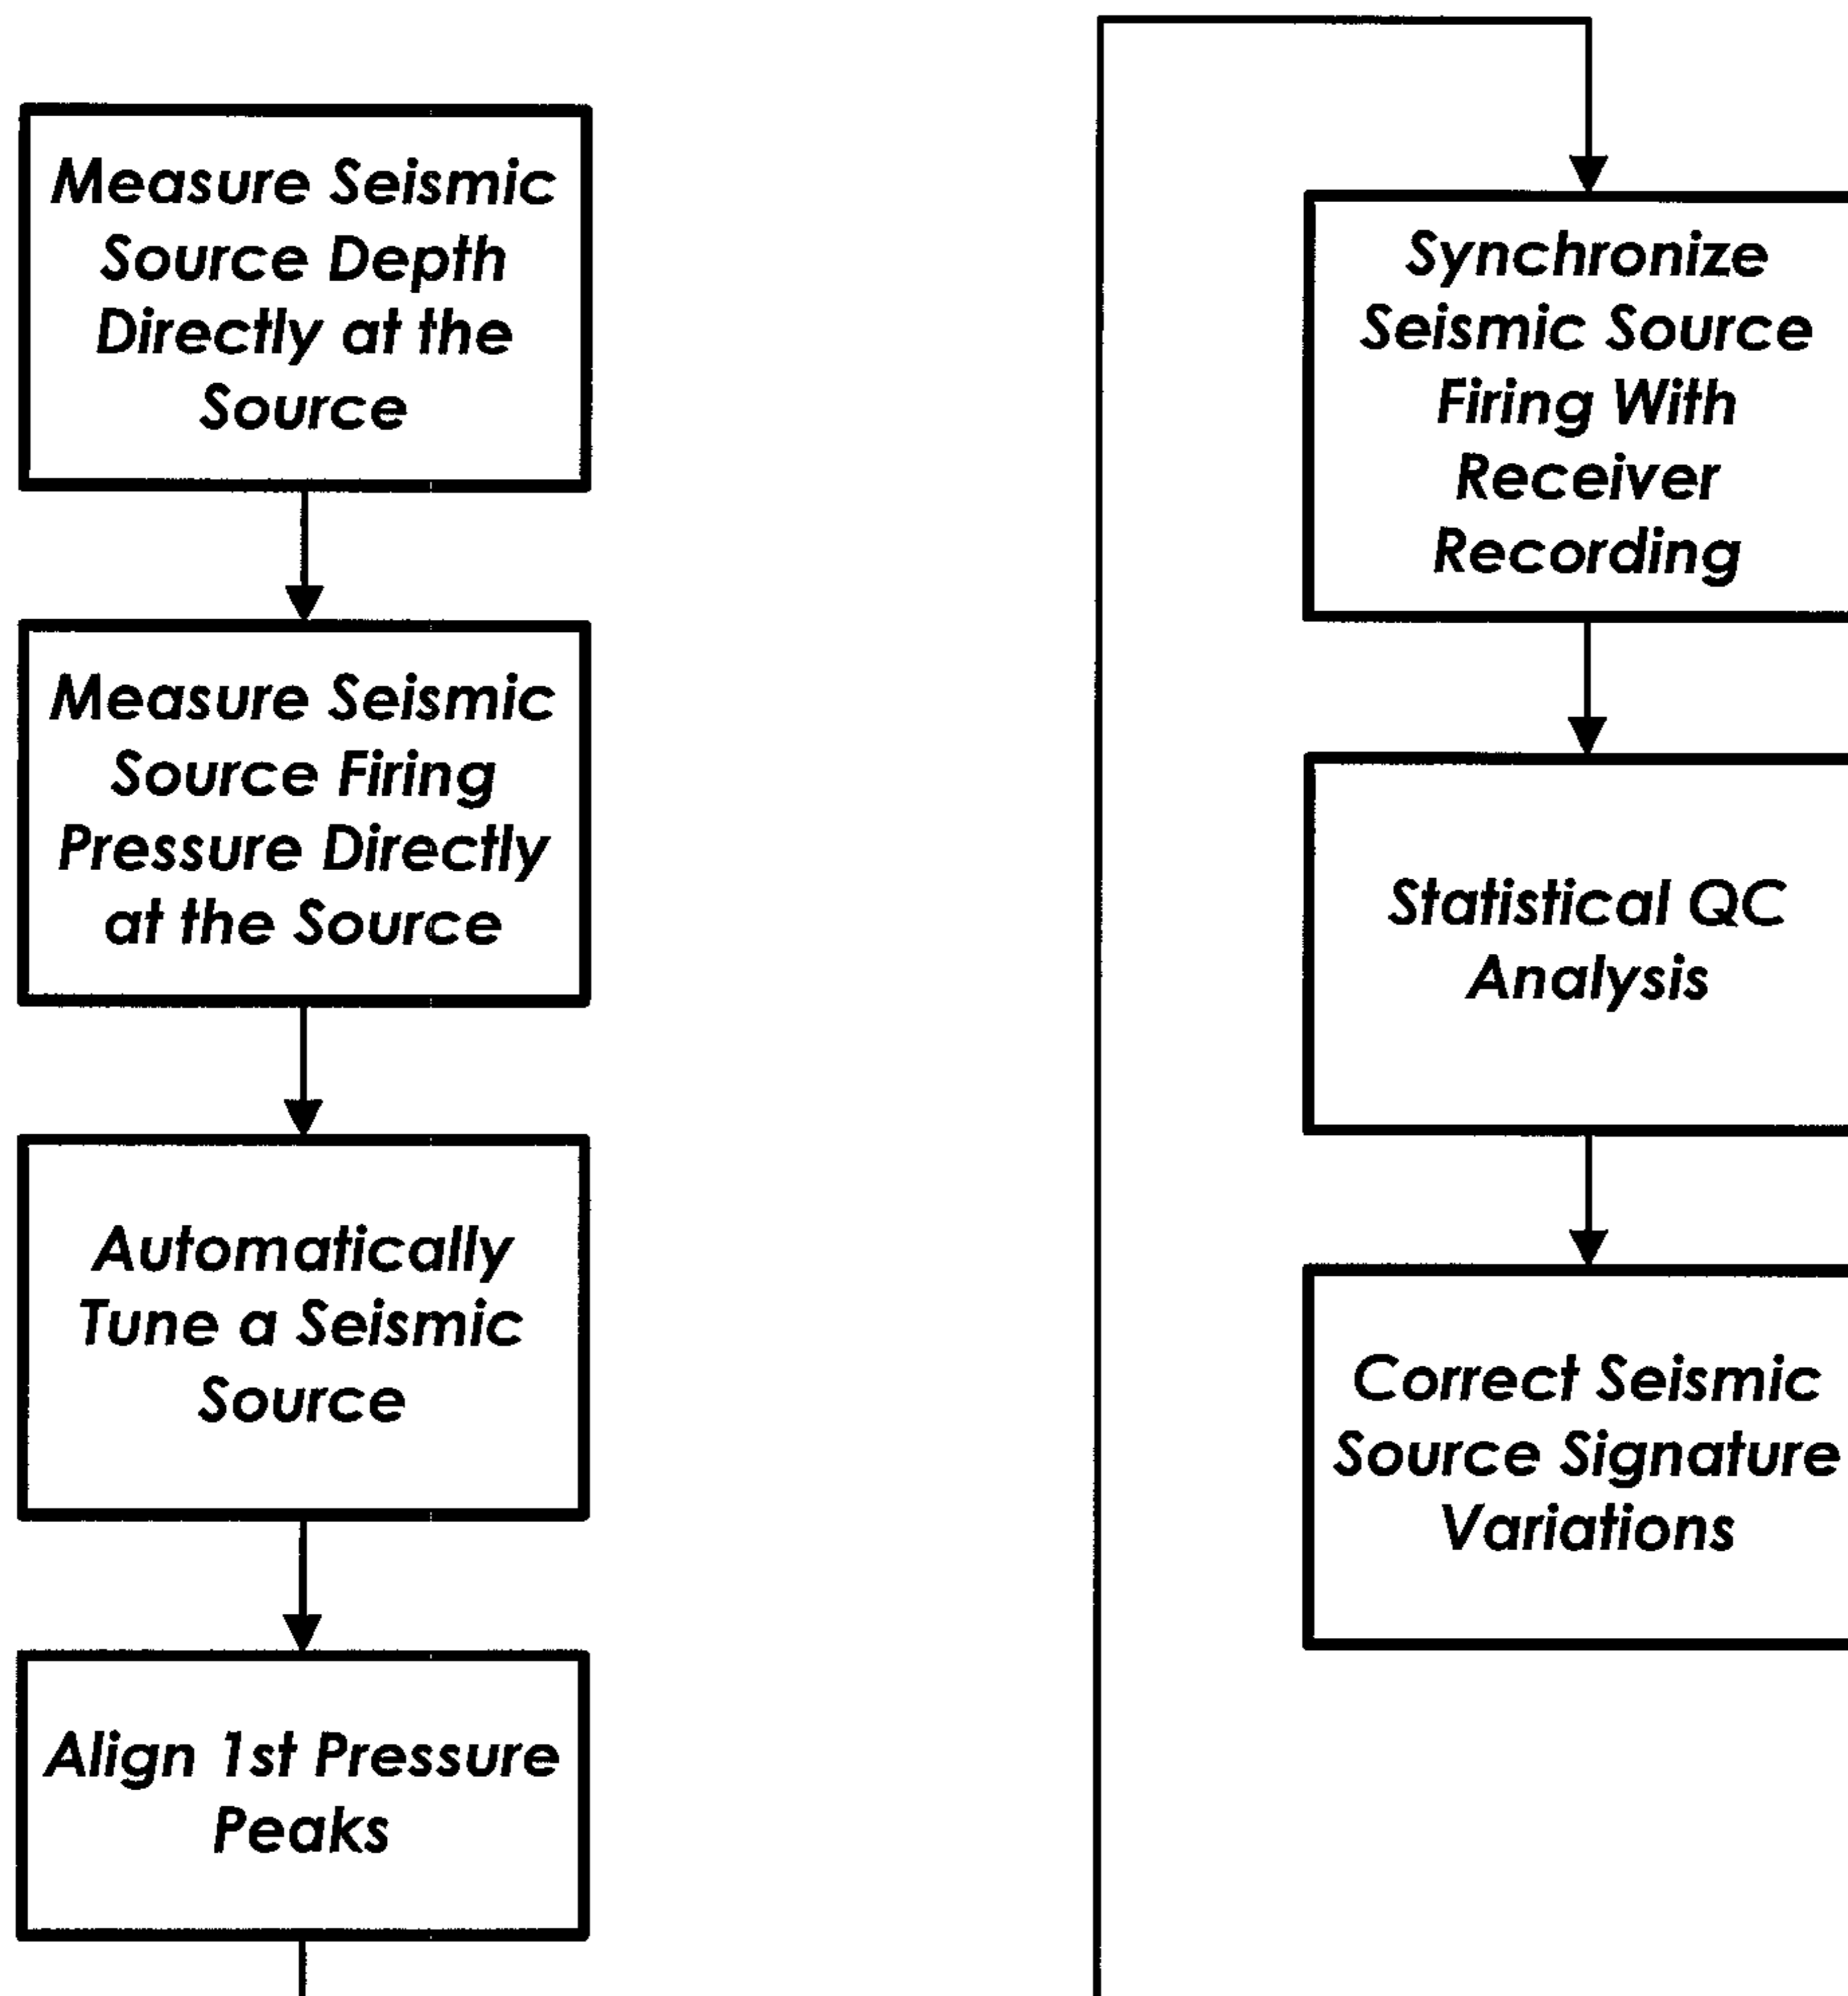 Measure Seismic
Source Depth
Directly at the
Source
Measure Seismic
Source Firing
Pressure Directly
at the Source
Automatically
Tune a Seismic
Source
Align 1st Pressure
Peaks
Synchronize
Seismic Source
Firing With
Receiver
Recording
Statistical QC
Analysis
Correct Seismic
Source Signature
Variations